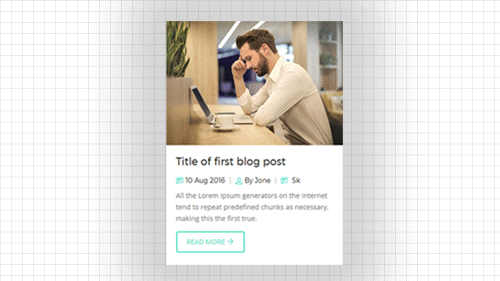 Title of first blog post
10 Aug 2016 | By Jone | 5k
All the Lorem Ipsum generators on the Internet
tend to repeat predefined chunks as necessary,
making this the first true.
READ MORE →